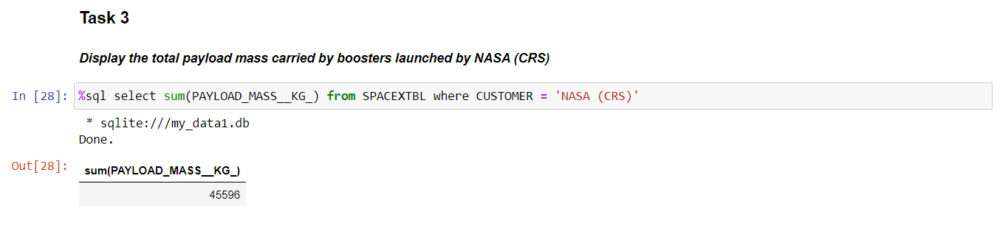 Task 3
Display the total payload mass carried by boosters launched by NASA (CRS)
In [28]: %sql select sum(PAYLOAD_MASS__KG_) from SPACEXTBL where CUSTOMER = 'NASA (CRS)'
* sqlite:///my_data1.db
Done.
Out[28]:
sum(PAYLOAD_MASS__KG_)
45596